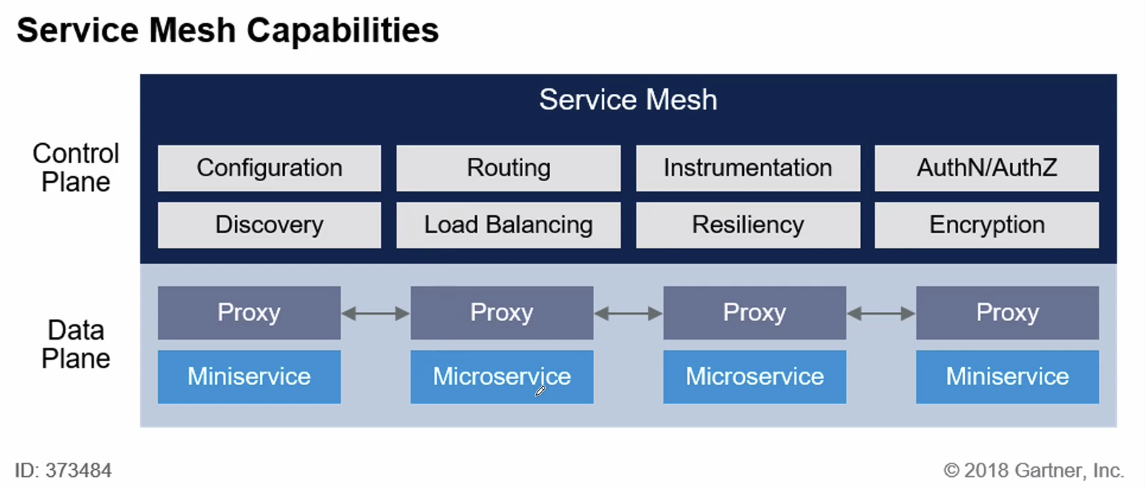 Service Mesh Capabilities
Service Mesh
Control
Plane
Configuration Routing Instrumentation AuthN/AuthZ
Discovery Load Balancing Resiliency Encryption
Data
Plane
Proxy Proxy Proxy Proxy
Miniservice Microservice Microservice Miniservice
ID: 373484 © 2018 Gartner, Inc.